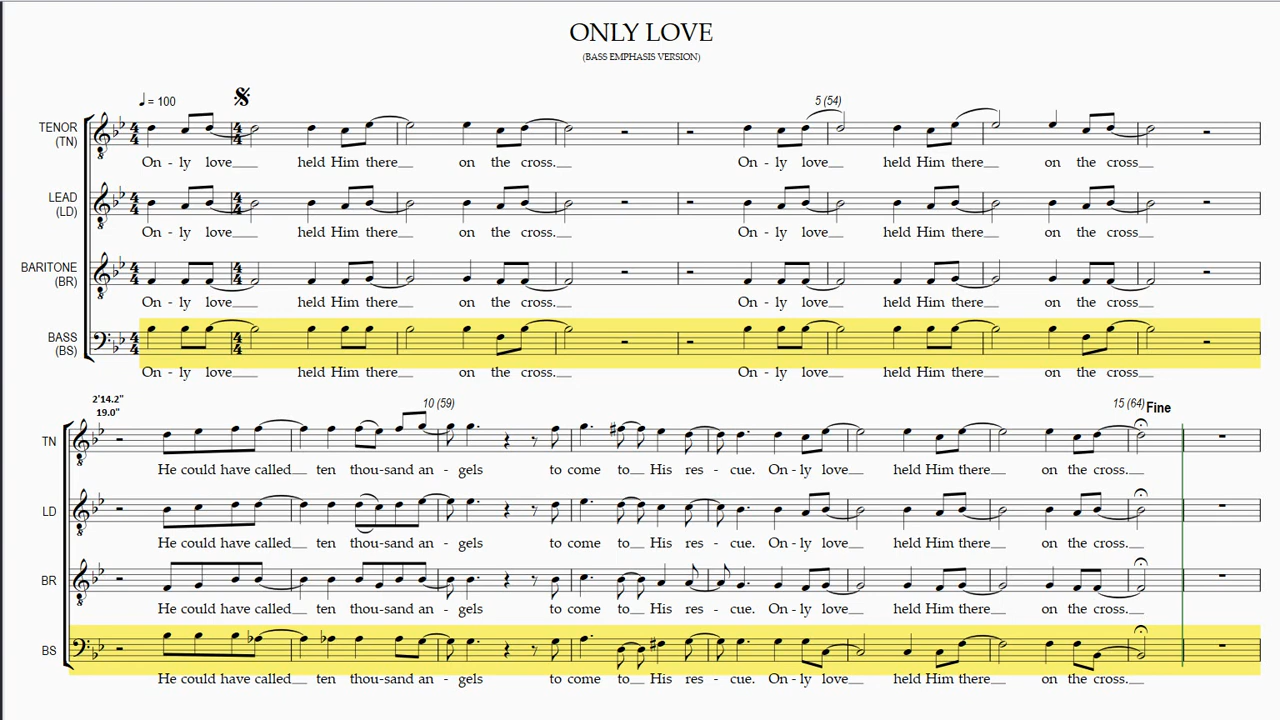 ONLY LOVE
(BASS EMPHASIS VERSION)
= 100
5 (54)
TENOR
(TN)
On - ly love held Him there on the cross. On - ly love held Him there on the cross
LEAD
(LD)
On - ly love held Him there on the cross. On - ly love held Him there on the cross
BARITONE
(BR)
On - ly love held Him there on the cross. On - ly love held Him there on the cross
BASS
(BS)
On - ly love held Him there on the cross. On - ly love held Him there on the cross
2'14.2"
19.0"
10 (59)
15 (64) Fine
TN
He could have called ten thou-sand an - gels to come to His res - cue. On - ly love held Him there on the cross.
LD
He could have called ten thou-sand an - gels to come to His res - cue. On - ly love held Him there on the cross.
BR
He could have called ten thou-sand an - gels to come to His res - cue. On - ly love held Him there on the cross.
BS
He could have called ten thou-sand an - gels to come to His res - cue. On - ly love held Him there on the cross.